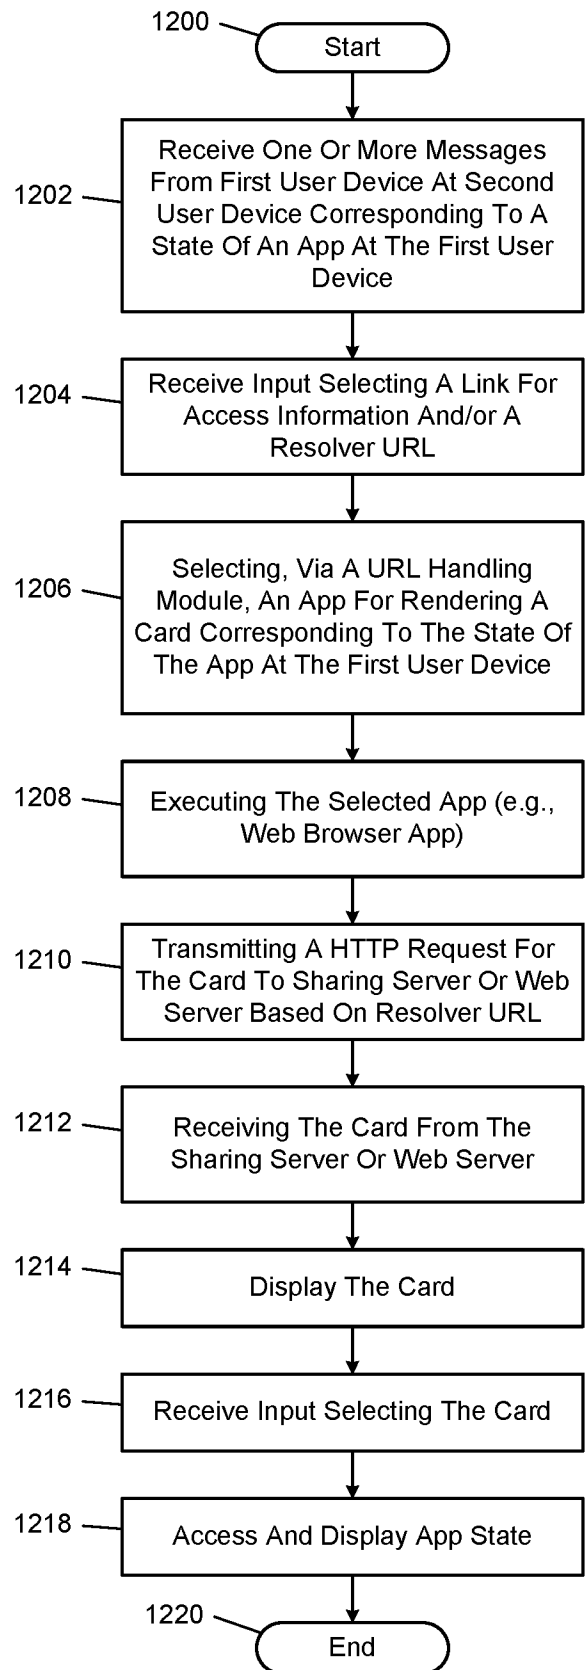 1200
Start
1202
Receive One Or More Messages
From First User Device At Second
User Device Corresponding To A
State Of An App At The First User
Device
1204
Receive Input Selecting A Link For
Access Information And/or A
Resolver URL
1206
Selecting, Via A URL Handling
Module, An App For Rendering A
Card Corresponding To The State Of
The App At The First User Device
1208
Executing The Selected App (e.g.,
Web Browser App)
1210
Transmitting A HTTP Request For
The Card To Sharing Server Or Web
Server Based On Resolver URL
1212
Receiving The Card From The
Sharing Server Or Web Server
1214
Display The Card
1216
Receive Input Selecting The Card
1218
Access And Display App State
1220
End